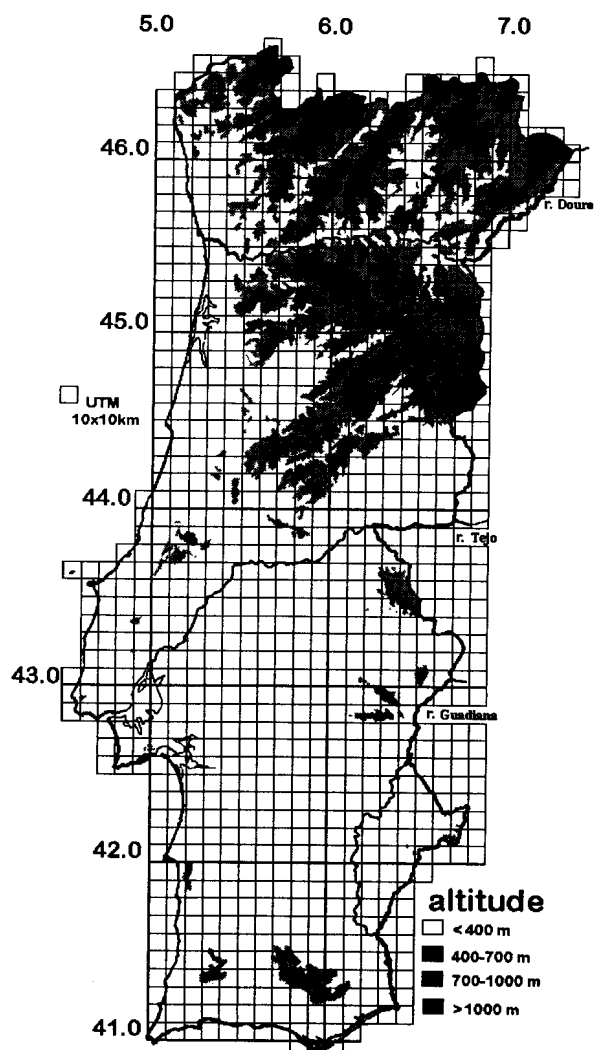 5.0 6.0 7.0
46.0
r. Douro
45.0
UTM
10x10km
44.0
r. Tejo
43.0
r. Guadiana
42.0
altitude
<400 m
400-700 m
700-1000 m
>1000 m
41.0